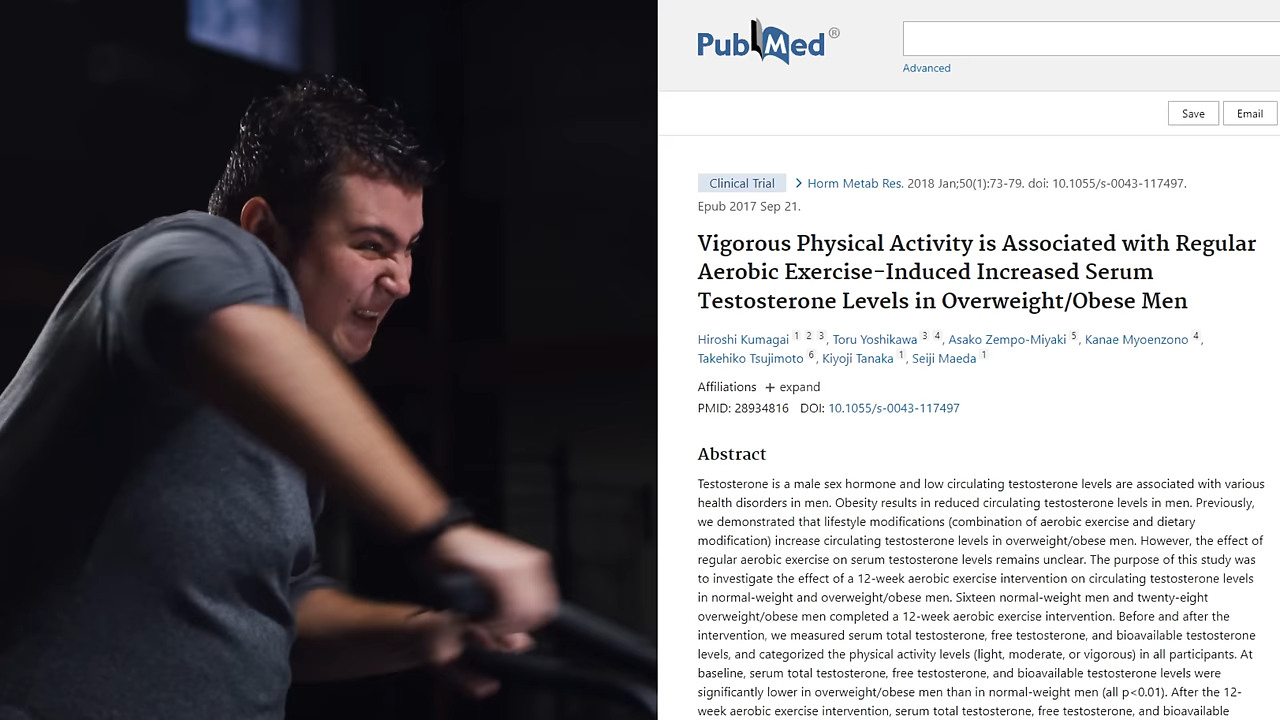 PubMed®
Advanced
Save Email
Clinical Trial > Horm Metab Res. 2018 Jan;50(1):73-79. doi: 10.1055/s-0043-117497.
Epub 2017 Sep 21.
Vigorous Physical Activity is Associated with Regular
Aerobic Exercise-Induced Increased Serum
Testosterone Levels in Overweight/Obese Men
Hiroshi Kumagai 1 2 3, Toru Yoshikawa 3 4, Asako Zempo-Miyaki 5, Kanae Myoenzono 4,
Takehiko Tsujimoto 6, Kiyoji Tanaka 1, Seiji Maeda 1
Affiliations + expand
PMID: 28934816 DOI: 10.1055/s-0043-117497
Abstract
Testosterone is a male sex hormone and low circulating testosterone levels are associated with various
health disorders in men. Obesity results in reduced circulating testosterone levels in men. Previously,
we demonstrated that lifestyle modifications (combination of aerobic exercise and dietary
modification) increase circulating testosterone levels in overweight/obese men. However, the effect of
regular aerobic exercise on serum testosterone levels remains unclear. The purpose of this study was
to investigate the effect of a 12-week aerobic exercise intervention on circulating testosterone levels
in normal-weight and overweight/obese men. Sixteen normal-weight men and twenty-eight
overweight/obese men completed a 12-week aerobic exercise intervention. Before and after the
intervention, we measured serum total testosterone, free testosterone, and bioavailable testosterone
levels, and categorized the physical activity levels (light, moderate, or vigorous) in all participants. At
baseline, serum total testosterone, free testosterone, and bioavailable testosterone levels were
significantly lower in overweight/obese men than in normal-weight men (all p<0.01). After the 12-
week aerobic exercise intervention, serum total testosterone, free testosterone, and bioavailable